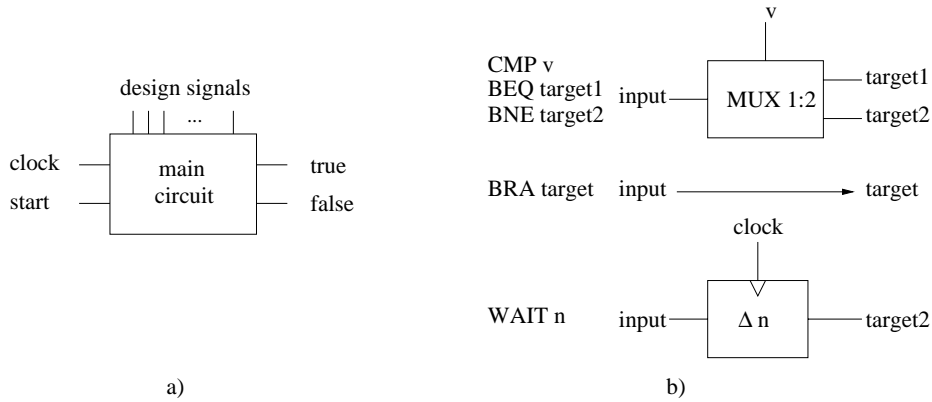 design signals
...
clock
start
main
circuit
true
false
a)
v
CMP v
BEQ target1
BNE target2
input
MUX 1:2
target1
target2
BRA target
input
target
clock
WAIT n
input
Δ n
target2
b)